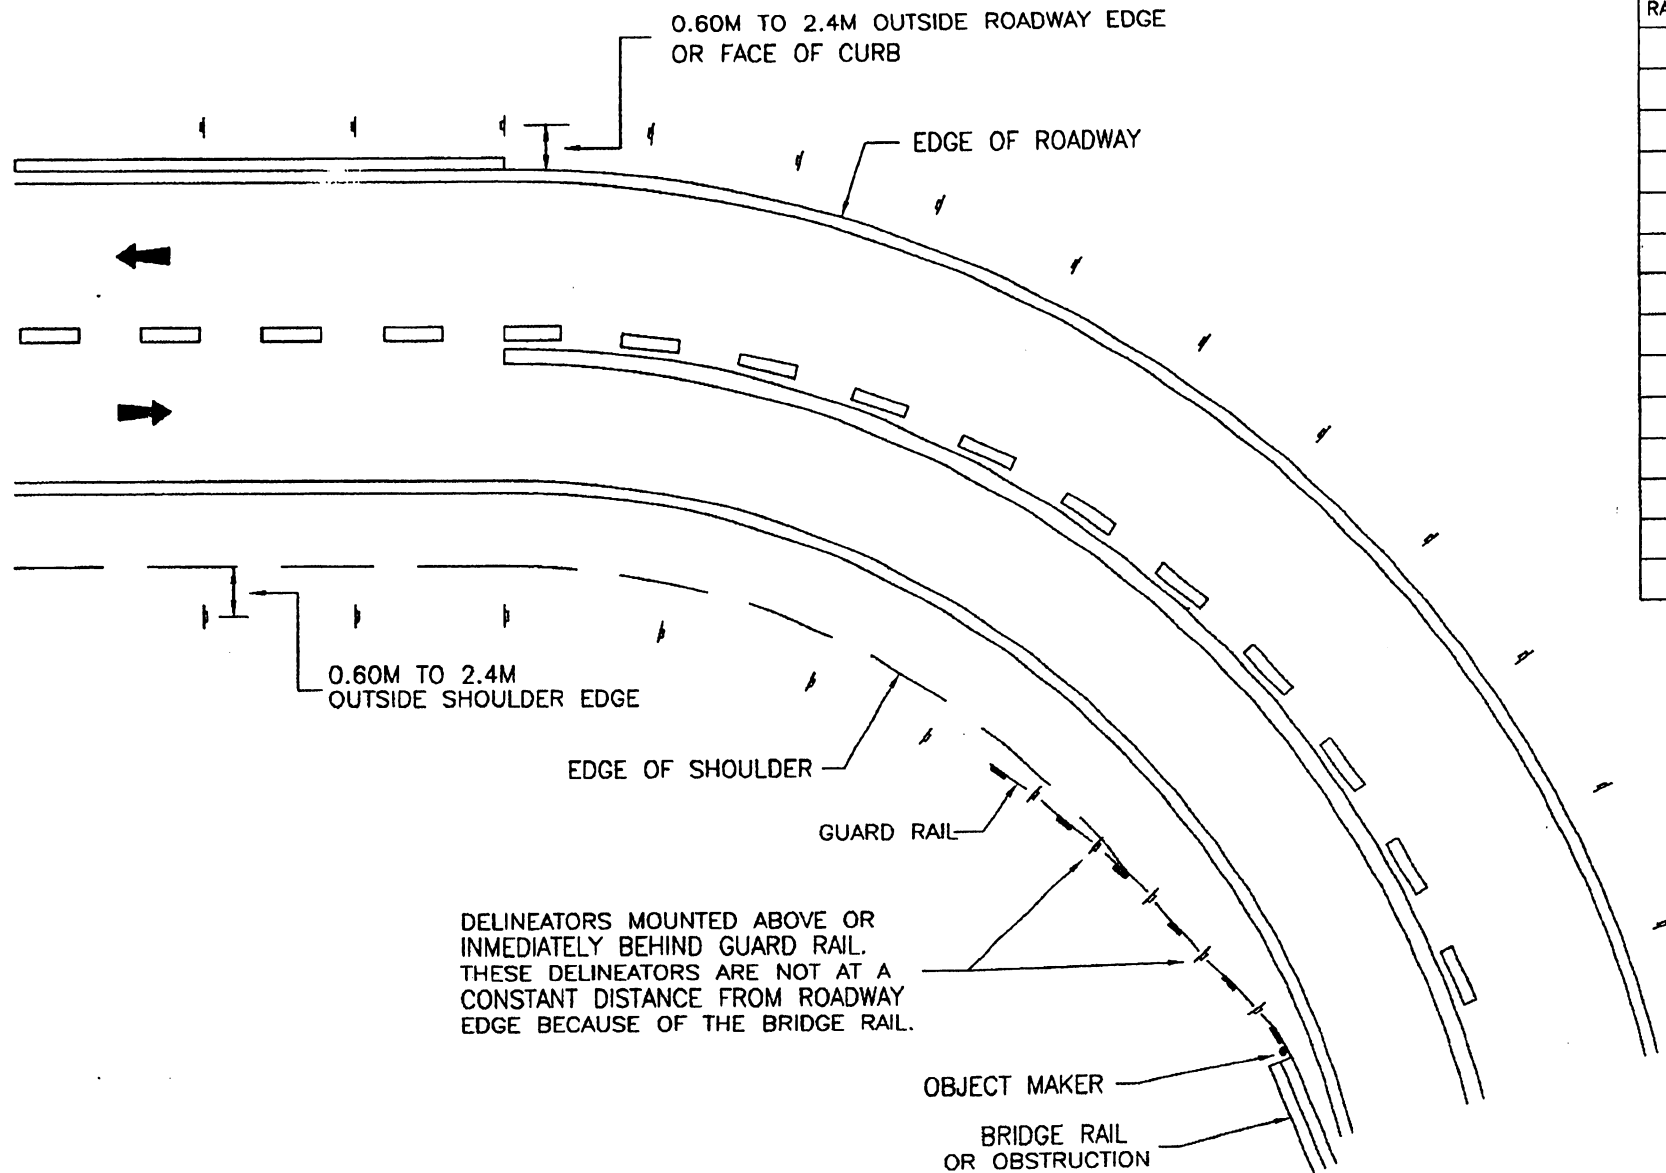 0.60M TO 2.4M OUTSIDE ROADWAY EDGE
OR FACE OF CURB
RA
EDGE OF ROADWAY
0.60M TO 2.4M
OUTSIDE SHOULDER EDGE
EDGE OF SHOULDER
GUARD RAIL
DELINEATORS MOUNTED ABOVE OR
INMEDIATELY BEHIND GUARD RAIL.
THESE DELINEATORS ARE NOT AT A
CONSTANT DISTANCE FROM ROADWAY
EDGE BECAUSE OF THE BRIDGE RAIL.
OBJECT MAKER
BRIDGE RAIL
OR OBSTRUCTION